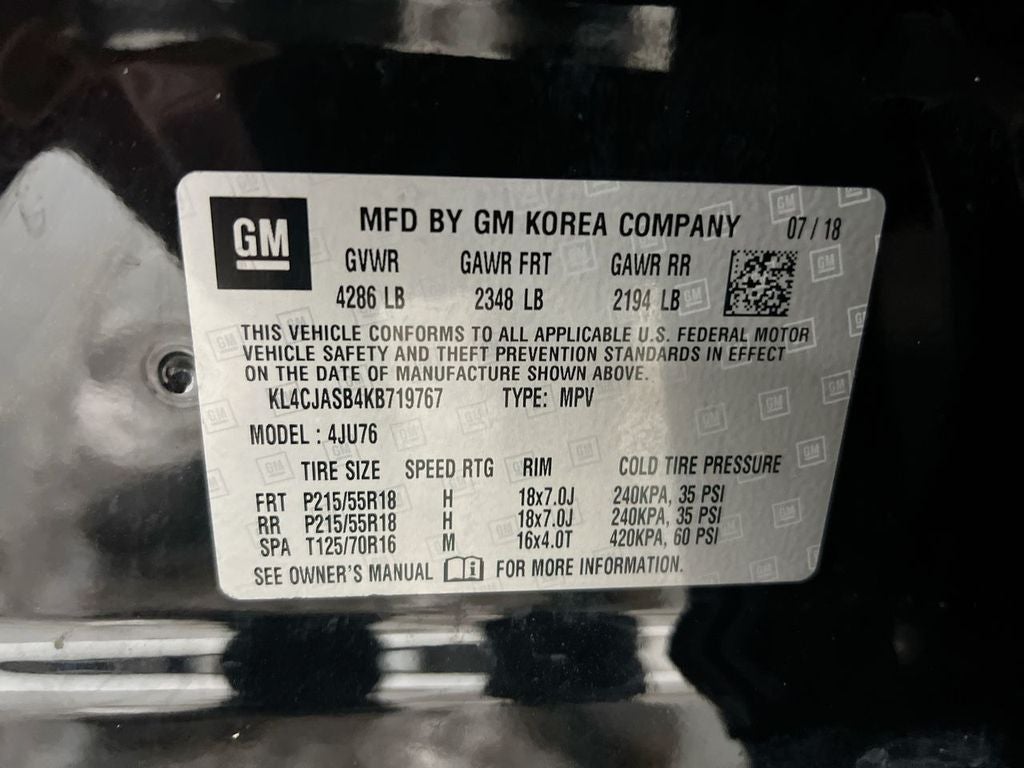 GM MFD BY GM KOREA COMPANY 07 / 18
GVWR GAWR FRT GAWR RR
4286 LB 2348 LB 2194 LB
THIS VEHICLE CONFORMS TO ALL APPLICABLE U.S. FEDERAL MOTOR
VEHICLE SAFETY AND THEFT PREVENTION STANDARDS IN EFFECT
ON THE DATE OF MANUFACTURE SHOWN ABOVE.
KL4CJASB4KB719767 TYPE: MPV
MODEL : 4JU76
TIRE SIZE SPEED RTG RIM COLD TIRE PRESSURE
FRT P215/55R18 H 18x7.0J 240KPA, 35 PSI
RR P215/55R18 H 18x7.0J 240KPA, 35 PSI
SPA T125/70R16 M 16x4.0T 420KPA, 60 PSI
SEE OWNER'S MANUAL FOR MORE INFORMATION.